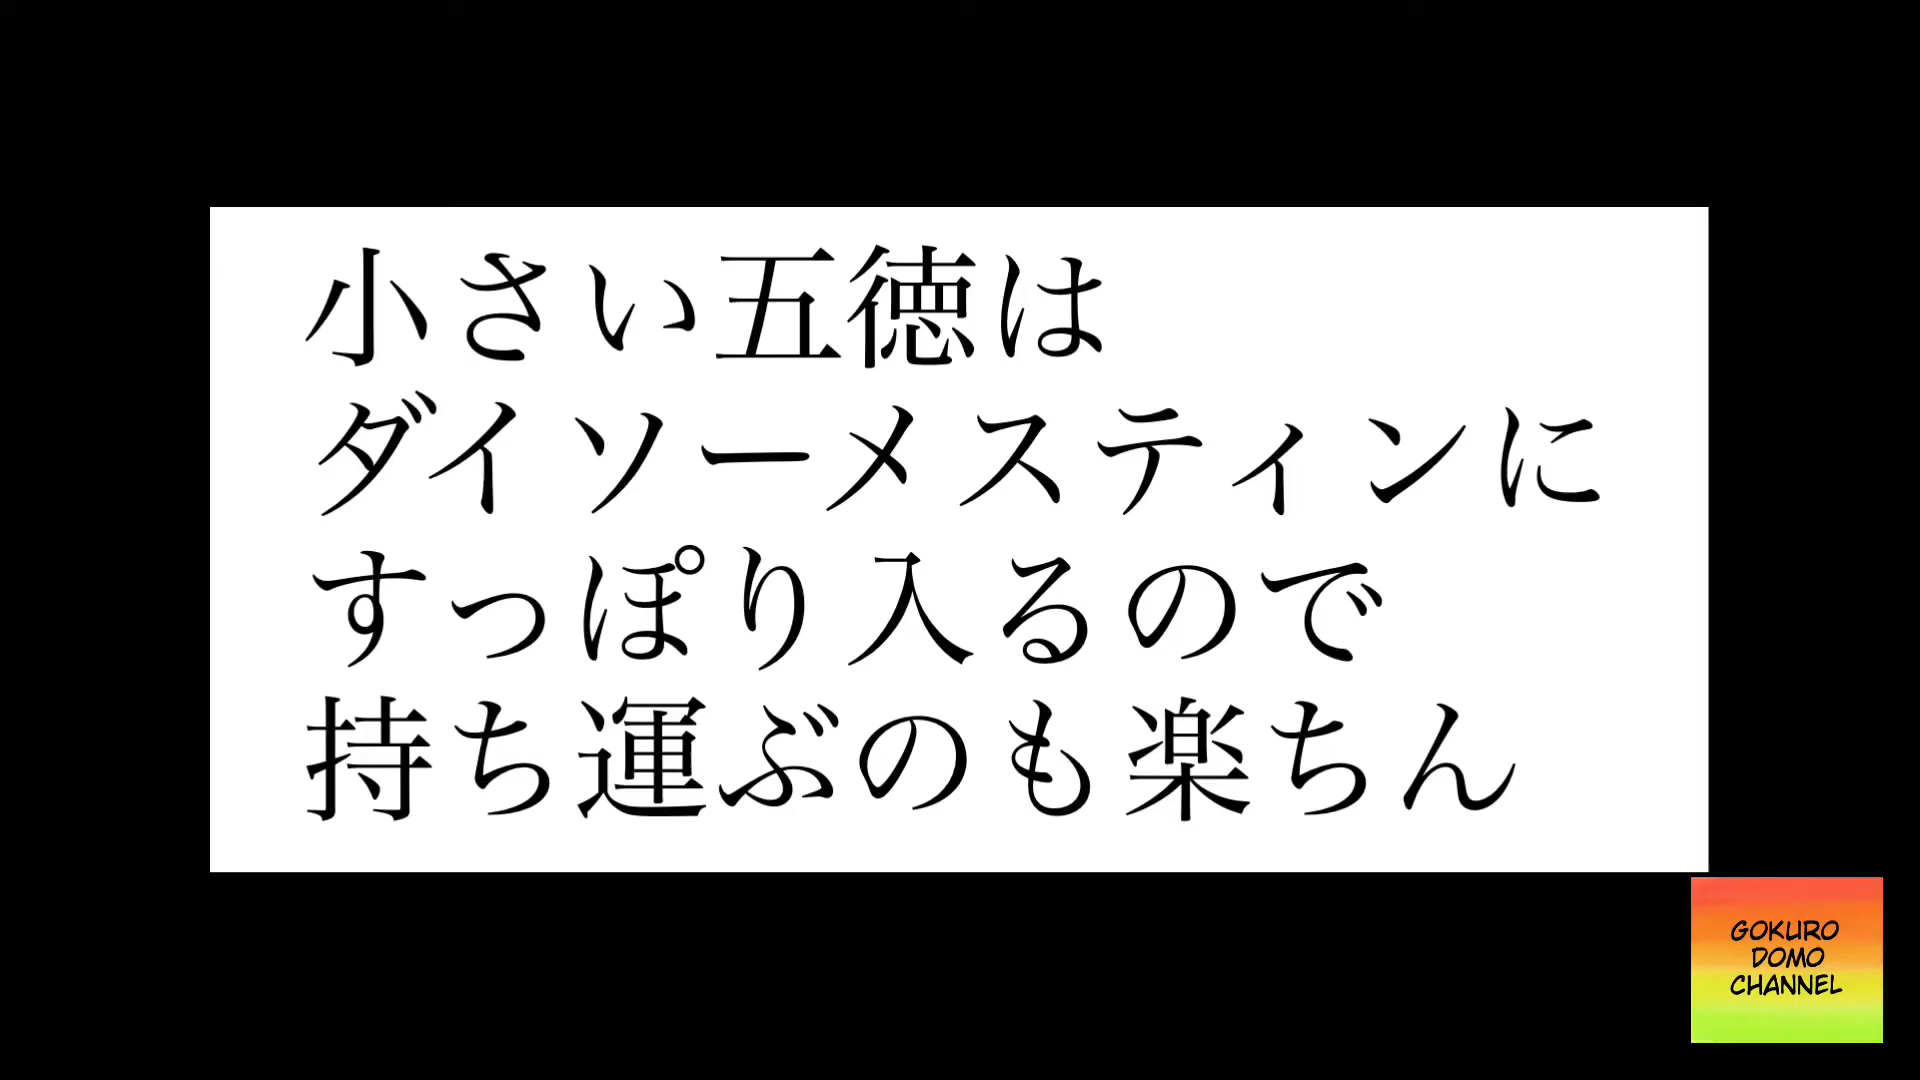 小さい五徳は
ダイソーメスティンに
すっぽり入るので
持ち運ぶのも楽ちん
GOKURO
DOMO
CHANNEL